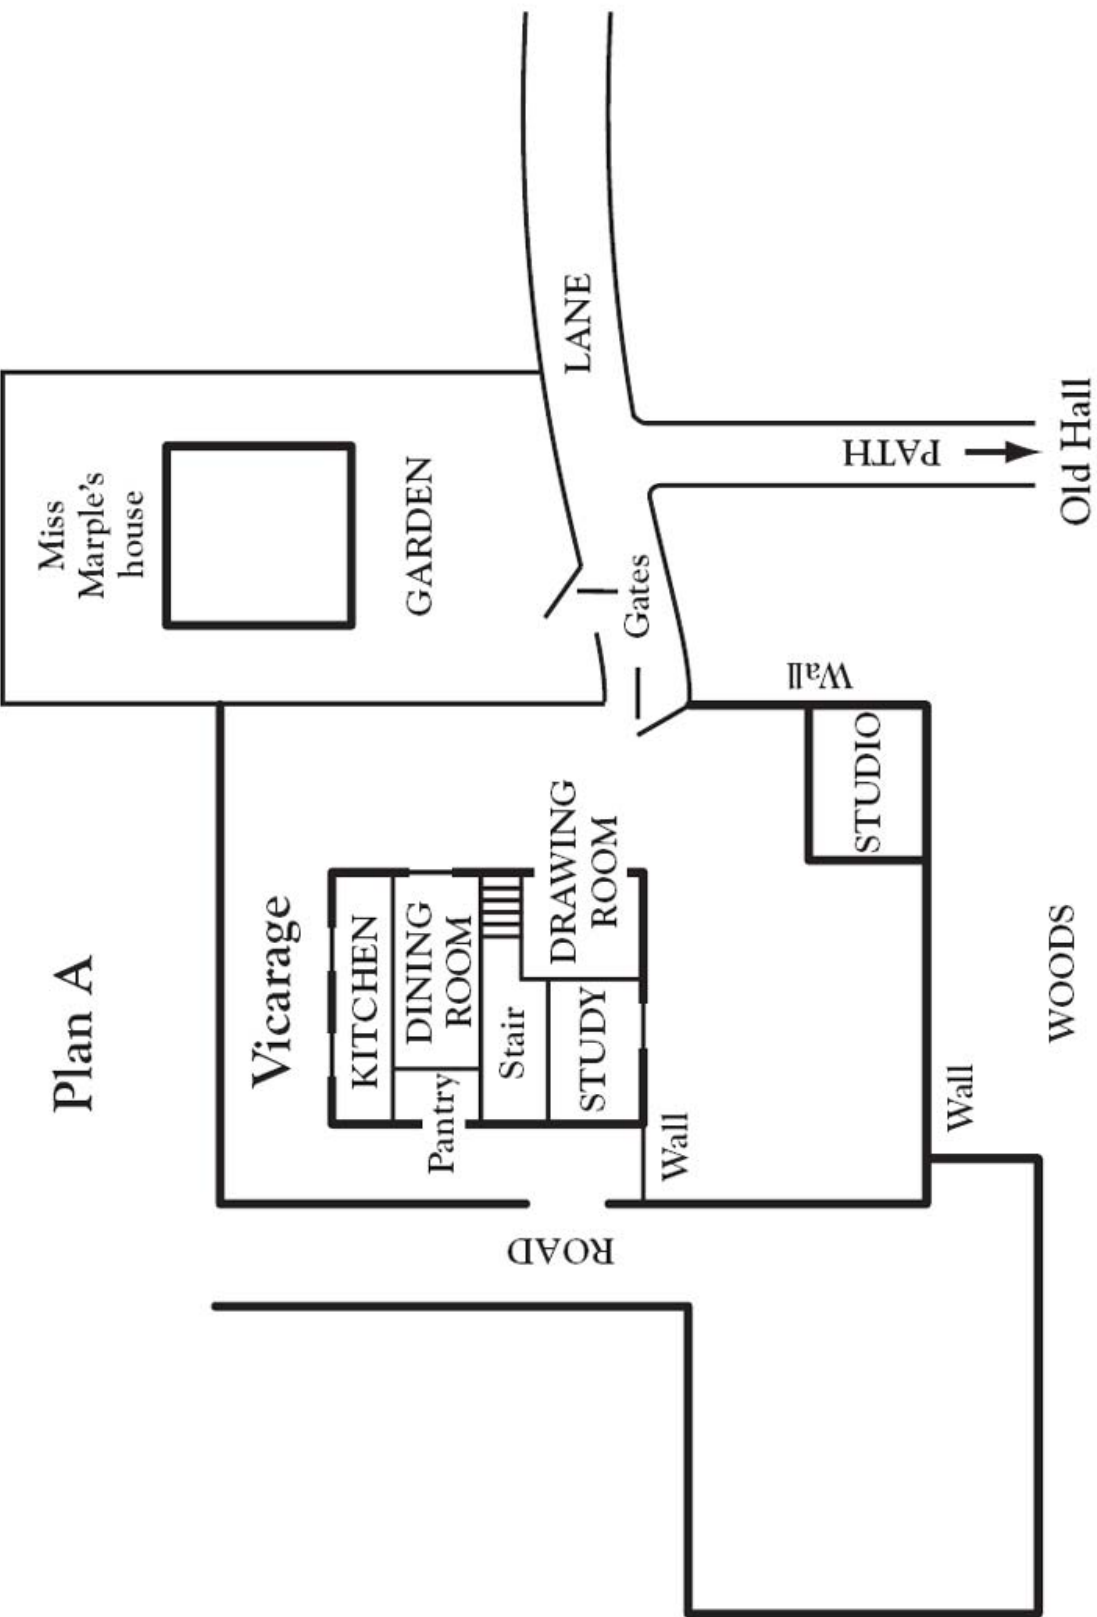 Plan A
Miss
Marple's
house
GARDEN
Vicarage
KITCHEN
DINING
ROOM
Pantry
Stair
DRAWING
ROOM
STUDY
Wall
ROAD
LANE
Gates
PATH
Old Hall
Wall
STUDIO
Wall
WOODS